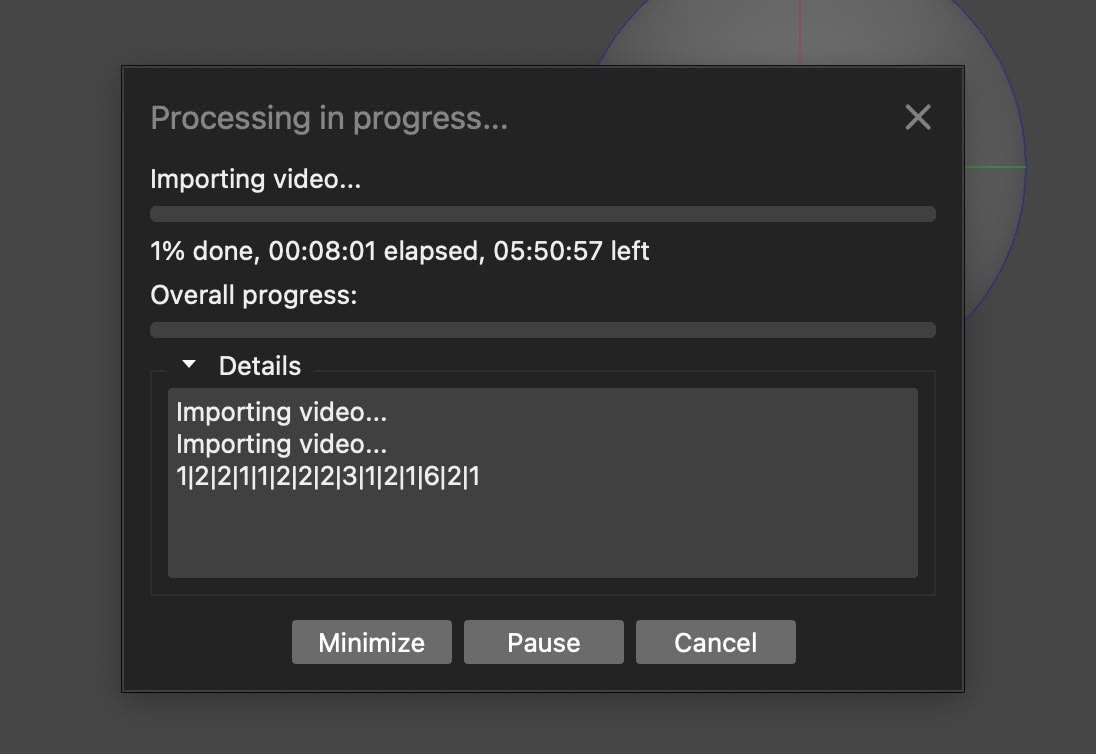 Processing in progress...
Importing video...
1% done, 00:08:01 elapsed, 05:50:57 left
Overall progress:
Details
Importing video...
Importing video...
1|2|2|1|1|2|2|2|3|1|2|1|6|2|1
Minimize
Pause
Cancel